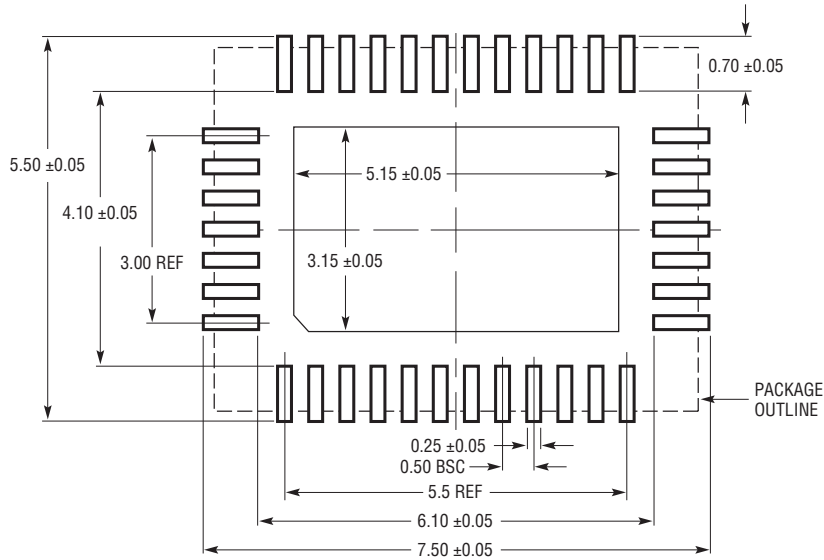 0.70 ±0.05
5.50 ±0.05
5.15 ±0.05
4.10 ±0.05
3.00 REF
3.15 ±0.05
PACKAGE
OUTLINE
0.25 ±0.05
0.50 BSC
5.5 REF
6.10 ±0.05
7.50 ±0.05